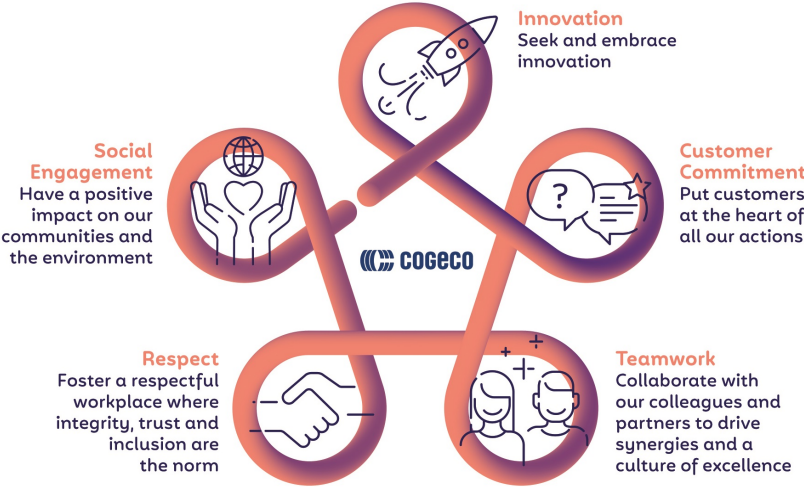 Innovation
Seek and embrace
innovation
Social
Engagement
Have a positive
impact on our
communities and
the environment
Customer
Commitment
Put customers
at the heart of
all our actions
?
COGECO
Respect
Foster a respectful
workplace where
integrity, trust and
inclusion are
the norm
Teamwork
Collaborate with
our colleagues and
partners to drive
synergies and a
culture of excellence